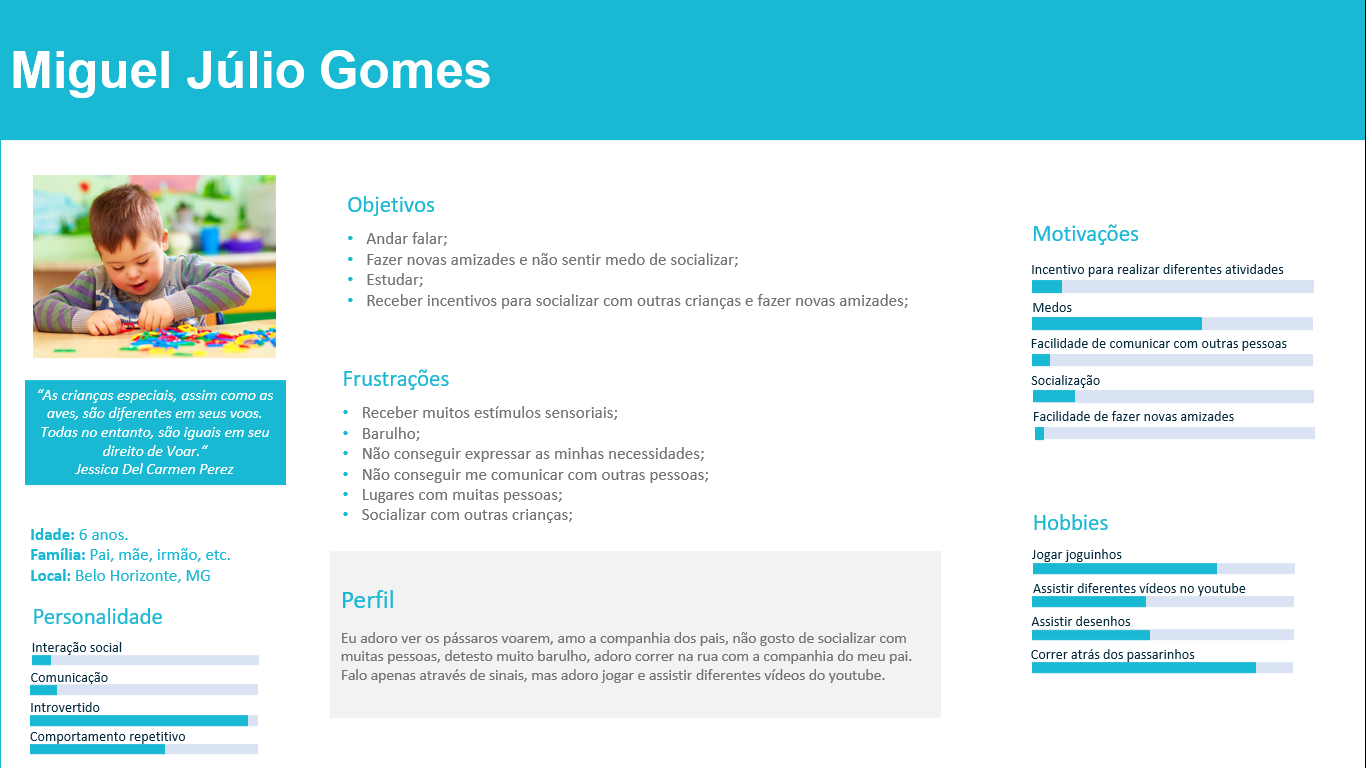 Miguel Júlio Gomes
“As crianças especiais, assim como as
aves, são diferentes em seus voos.
Todas no entanto, são iguais em seu
direito de Voar.“
Jessica Del Carmen Perez
Idade: 6 anos.
Família: Pai, mãe, irmão, etc.
Local: Belo Horizonte, MG
Personalidade
Interação social
Comunicação
Introvertido
Comportamento repetitivo
Objetivos
• Andar falar;
• Fazer novas amizades e não sentir medo de socializar;
• Estudar;
• Receber incentivos para socializar com outras crianças e fazer novas amizades;
Frustrações
• Receber muitos estímulos sensoriais;
• Barulho;
• Não conseguir expressar as minhas necessidades;
• Não conseguir me comunicar com outras pessoas;
• Lugares com muitas pessoas;
• Socializar com outras crianças;
Perfil
Eu adoro ver os pássaros voarem, amo a companhia dos pais, não gosto de socializar com
muitas pessoas, detesto muito barulho, adoro correr na rua com a companhia do meu pai.
Falo apenas através de sinais, mas adoro jogar e assistir diferentes vídeos do youtube.
Motivações
Incentivo para realizar diferentes atividades
Medos
Facilidade de comunicar com outras pessoas
Socialização
Facilidade de fazer novas amizades
Hobbies
Jogar joguinhos
Assistir diferentes vídeos no youtube
Assistir desenhos
Correr atrás dos passarinhos